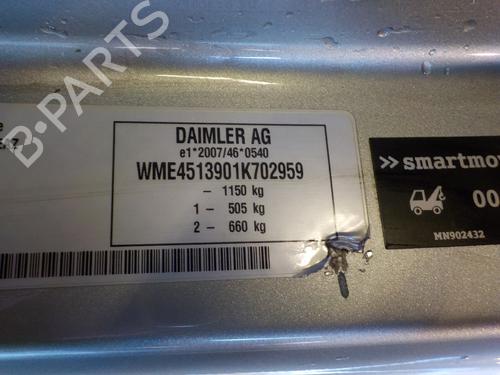 DAIMLER AG
e1*2007/46*0540
WME4513901K702959
– 1150 kg
1 – 505 kg
2 – 660 kg
>> smartmo
00
MN902432
B-PARTS